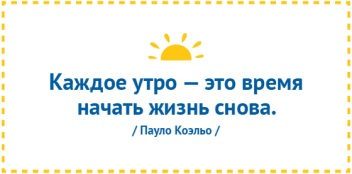 Каждое утро — это время
начать жизнь снова.
/ Пауло Коэльо /